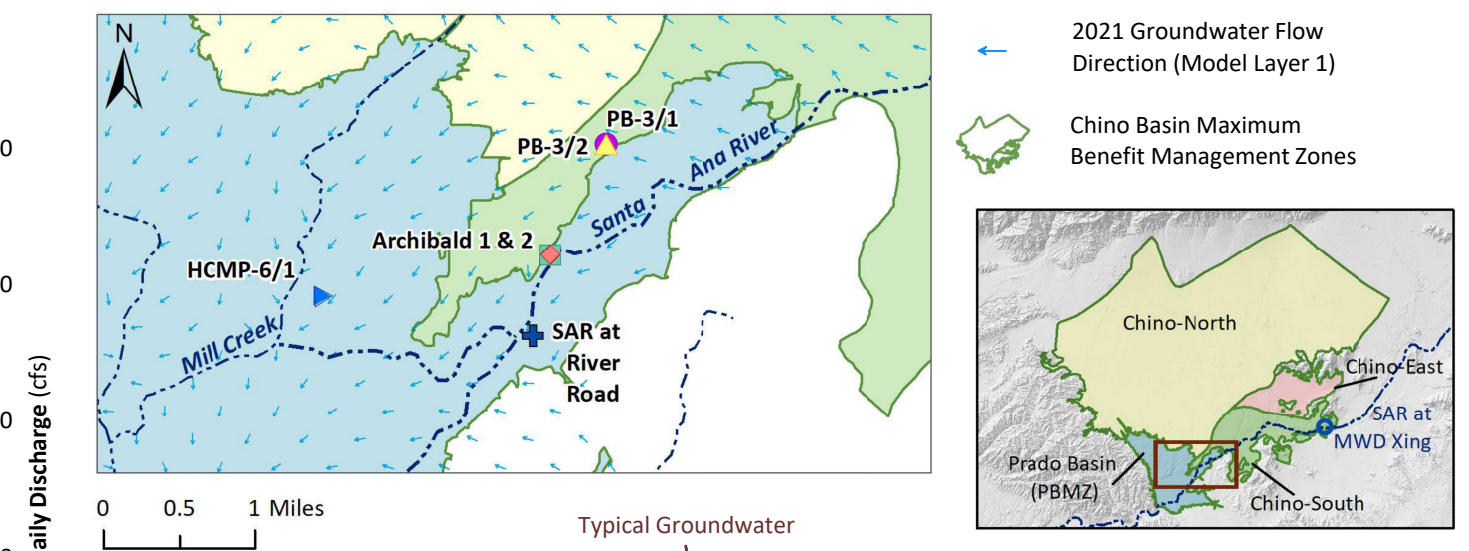 N
PB-3/1
PB-3/2
Ana River
Santa
Archibald 1 & 2
HCMP-6/1
Mill Creek
SAR at
River
Road
0 0.5 1 Miles
0
0
0
aily Discharge (cfs)
Typical Groundwater
2021 Groundwater Flow
Direction (Model Layer 1)
Chino Basin Maximum
Benefit Management Zones
Chino-North
Chino-East
SAR at
MWD Xing
Prado Basin
(PBMZ)
Chino-South